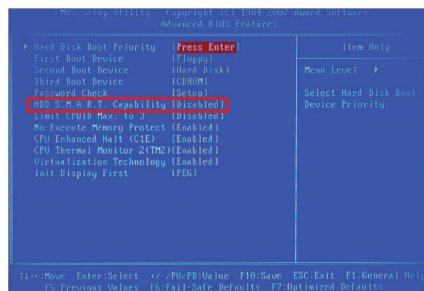 CMOS Setup Utility - Copyright (C) 1984-2007 Award Software
Advanced BIOS Features
Hard Disk Boot Priority [Press Enter]
First Boot Device [Floppy]
Second Boot Device [Hard Disk]
Third Boot Device [CDROM]
Password Check [Setup]
HDD S.M.A.R.T. Capability [Disabled]
Limit CPUID Max. to 3 [Disabled]
No-Execute Memory Protect [Enabled]
CPU Enhanced Halt (C1E) [Enabled]
CPU Thermal Monitor 2(TM2) [Enabled]
Virtualization Technology [Enabled]
Init Display First [PEG]
Item Help
Menu Level
Select Hard Disk Boot
Device Priority.
↑↓→←:Move Enter:Select +/-/PU/PD:Value F10:Save ESC:Exit F1:General Help
F5:Previous Values F6:Fail-Safe Defaults F7:Optimized Defaults